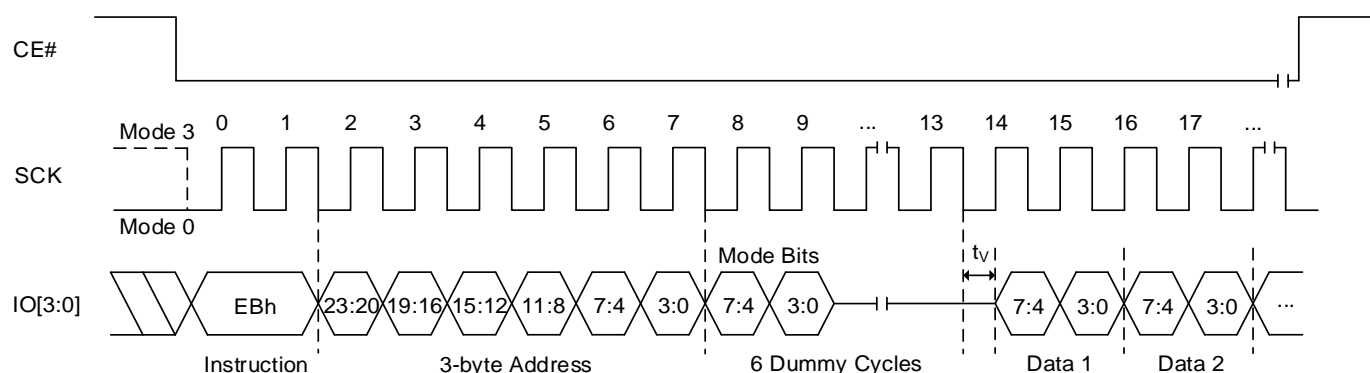 CE#
0 1 2 3 4 5 6 7 8 9 ... 13 14 15 16 17 ...
Mode 3
SCK
Mode 0
Mode Bits
tV
IO[3:0] EBh 23:20 19:16 15:12 11:8 7:4 3:0 7:4 3:0 7:4 3:0 7:4 3:0 ...
Instruction 3-byte Address 6 Dummy Cycles Data 1 Data 2